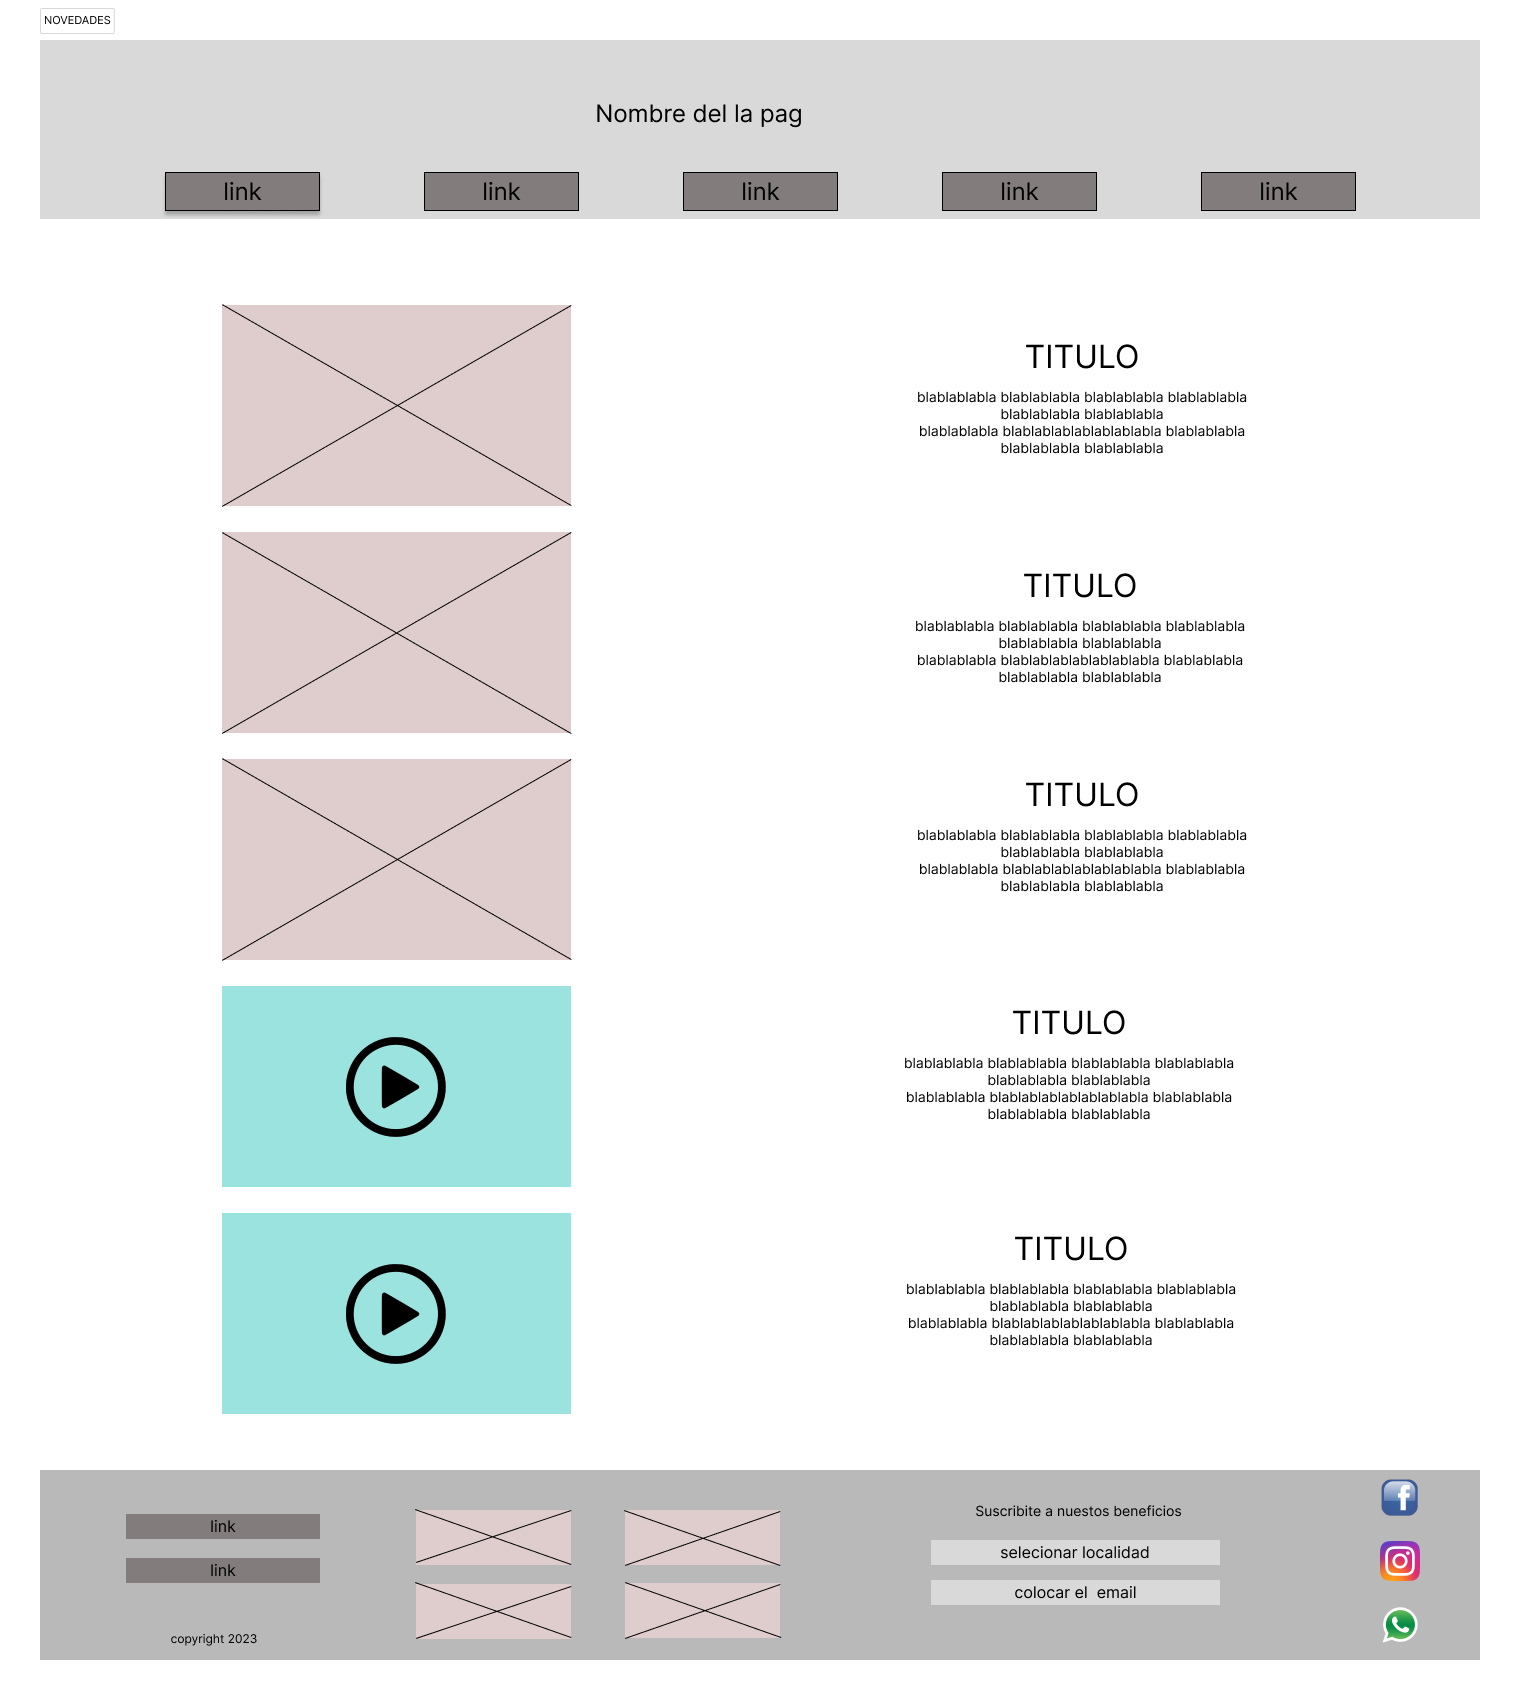 NOVEDADES
Nombre del la pag
link
link
link
link
link
TITULO
blablablabla blablablabla blablablabla blablablabla
blablablabla blablablabla
blablablabla blablablablablablablabla blablablabla
blablablabla blablablabla
TITULO
blablablabla blablablabla blablablabla blablablabla
blablablabla blablablabla
blablablabla blablablablablablablabla blablablabla
blablablabla blablablabla
TITULO
blablablabla blablablabla blablablabla blablablabla
blablablabla blablablabla
blablablabla blablablablablablablabla blablablabla
blablablabla blablablabla
TITULO
blablablabla blablablabla blablablabla blablablabla
blablablabla blablablabla
blablablabla blablablablablablablabla blablablabla
blablablabla blablablabla
TITULO
blablablabla blablablabla blablablabla blablablabla
blablablabla blablablabla
blablablabla blablablablablablablabla blablablabla
blablablabla blablablabla
link
link
copyright 2023
Suscribite a nuestos beneficios
selecionar localidad
colocar el  email